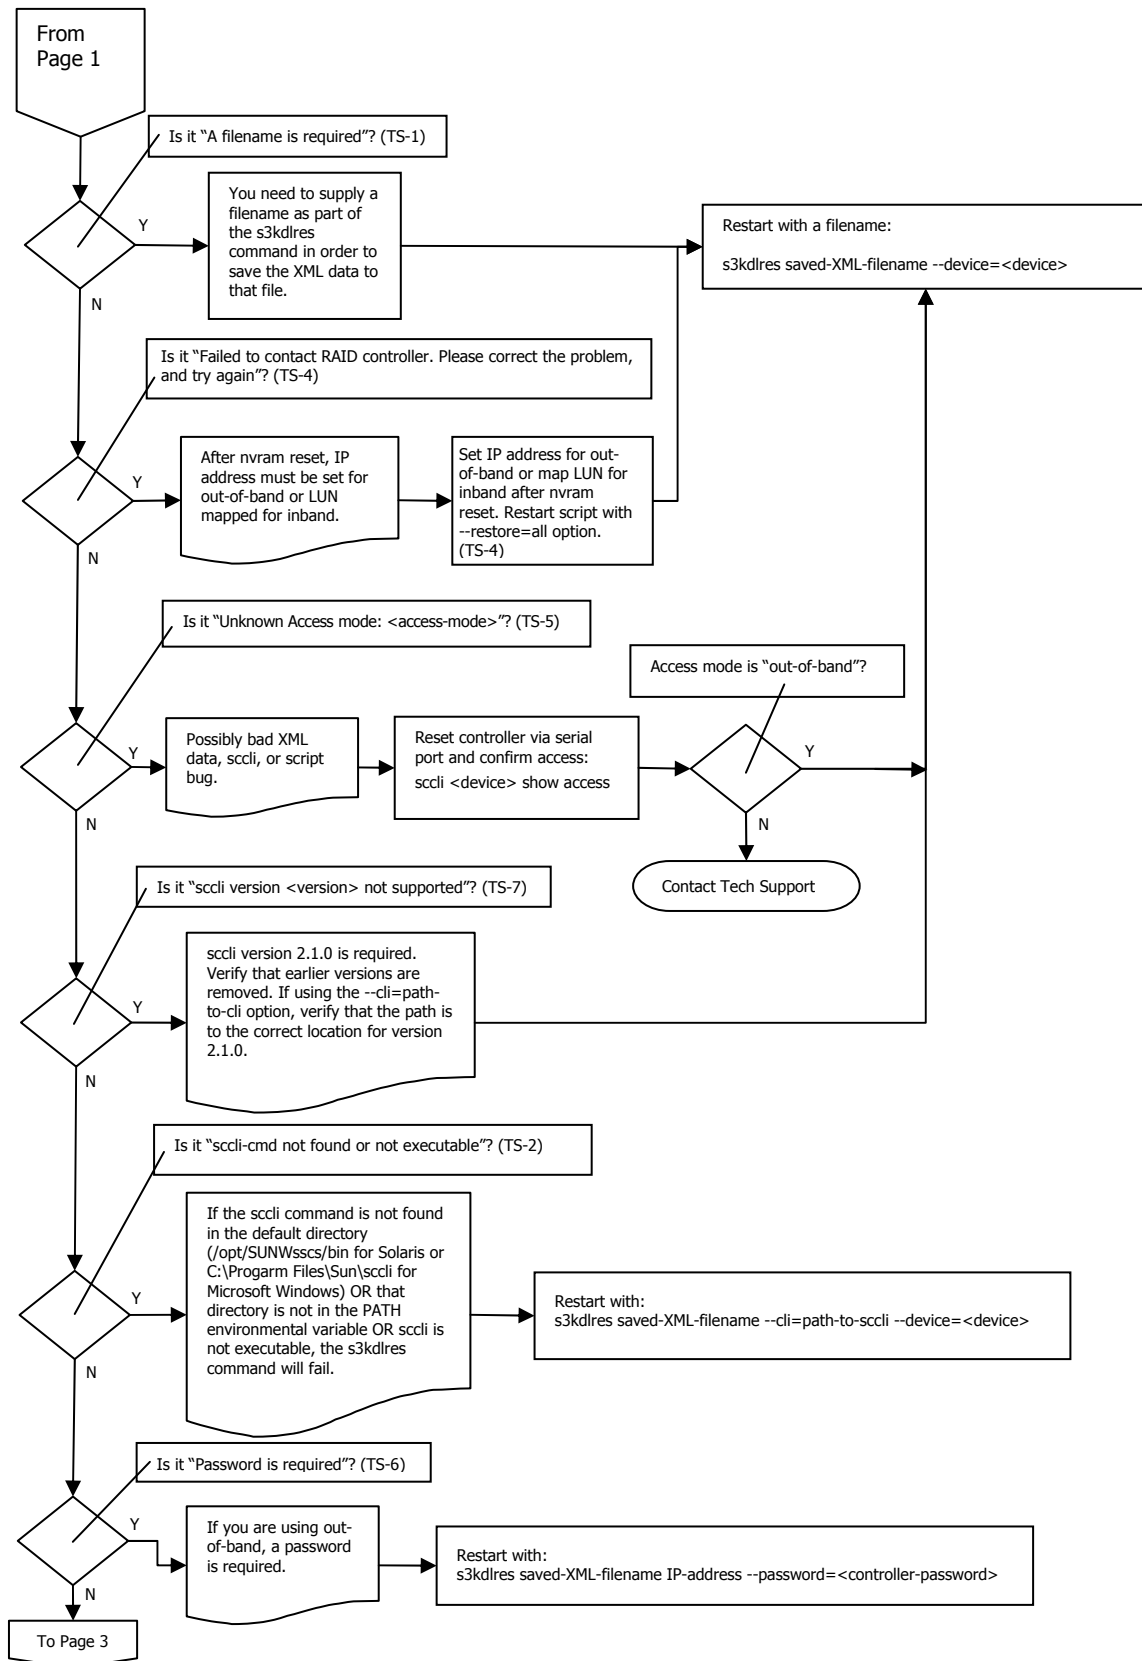 From
Page 1
Is it “A filename is required”? (TS-1)
Y
You need to supply a
filename as part of
the s3kdlres
command in order to
save the XML data to
that file.
Restart with a filename:
s3kdlres saved-XML-filename --device=<device>
N
Is it “Failed to contact RAID controller. Please correct the problem,
and try again”? (TS-4)
Y
After nvram reset, IP
address must be set for
out-of-band or LUN
mapped for inband.
Set IP address for out-
of-band or map LUN for
inband after nvram
reset. Restart script with
--restore=all option.
(TS-4)
N
Is it “Unknown Access mode: <access-mode>”? (TS-5)
Access mode is “out-of-band”?
Y
Possibly bad XML
data, sccli, or script
bug.
Reset controller via serial
port and confirm access:
sccli <device> show access
Y
N
N
Contact Tech Support
Is it “sccli version <version> not supported”? (TS-7)
Y
sccli version 2.1.0 is required.
Verify that earlier versions are
removed. If using the --cli=path-
to-cli option, verify that the path is
to the correct location for version
2.1.0.
N
Is it “sccli-cmd not found or not executable”? (TS-2)
Y
If the sccli command is not found
in the default directory
(/opt/SUNWsscs/bin for Solaris or
C:\Progarm Files\Sun\sccli for
Microsoft Windows) OR that
directory is not in the PATH
environmental variable OR sccli is
not executable, the s3kdlres
command will fail.
Restart with:
s3kdlres saved-XML-filename --cli=path-to-sccli --device=<device>
N
Is it “Password is required”? (TS-6)
Y
If you are using out-
of-band, a password
is required.
Restart with:
s3kdlres saved-XML-filename IP-address --password=<controller-password>
N
To Page 3